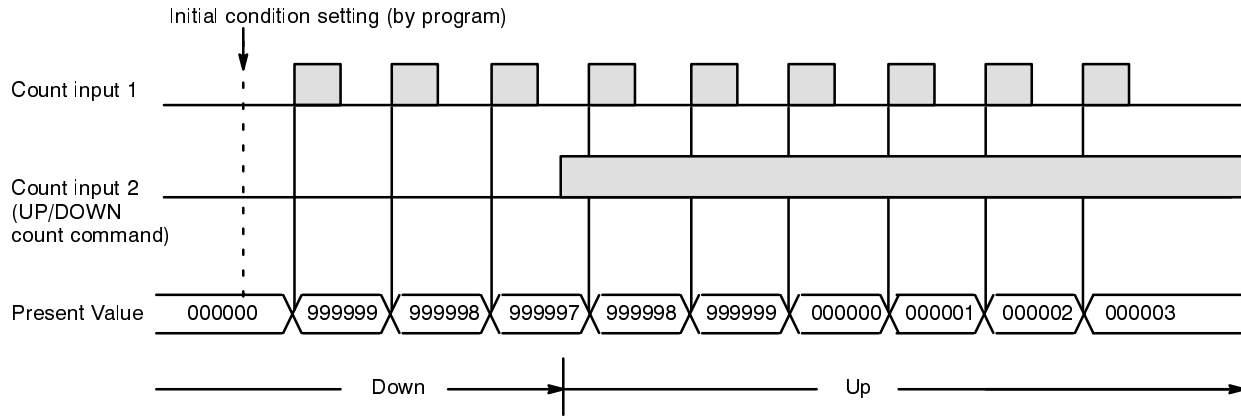 Initial condition setting (by program)
Count input 1
Count input 2
(UP/DOWN
count command)
Present Value 000000 999999 999998 999997 999998 999999 000000 000001 000002 000003
Down Up